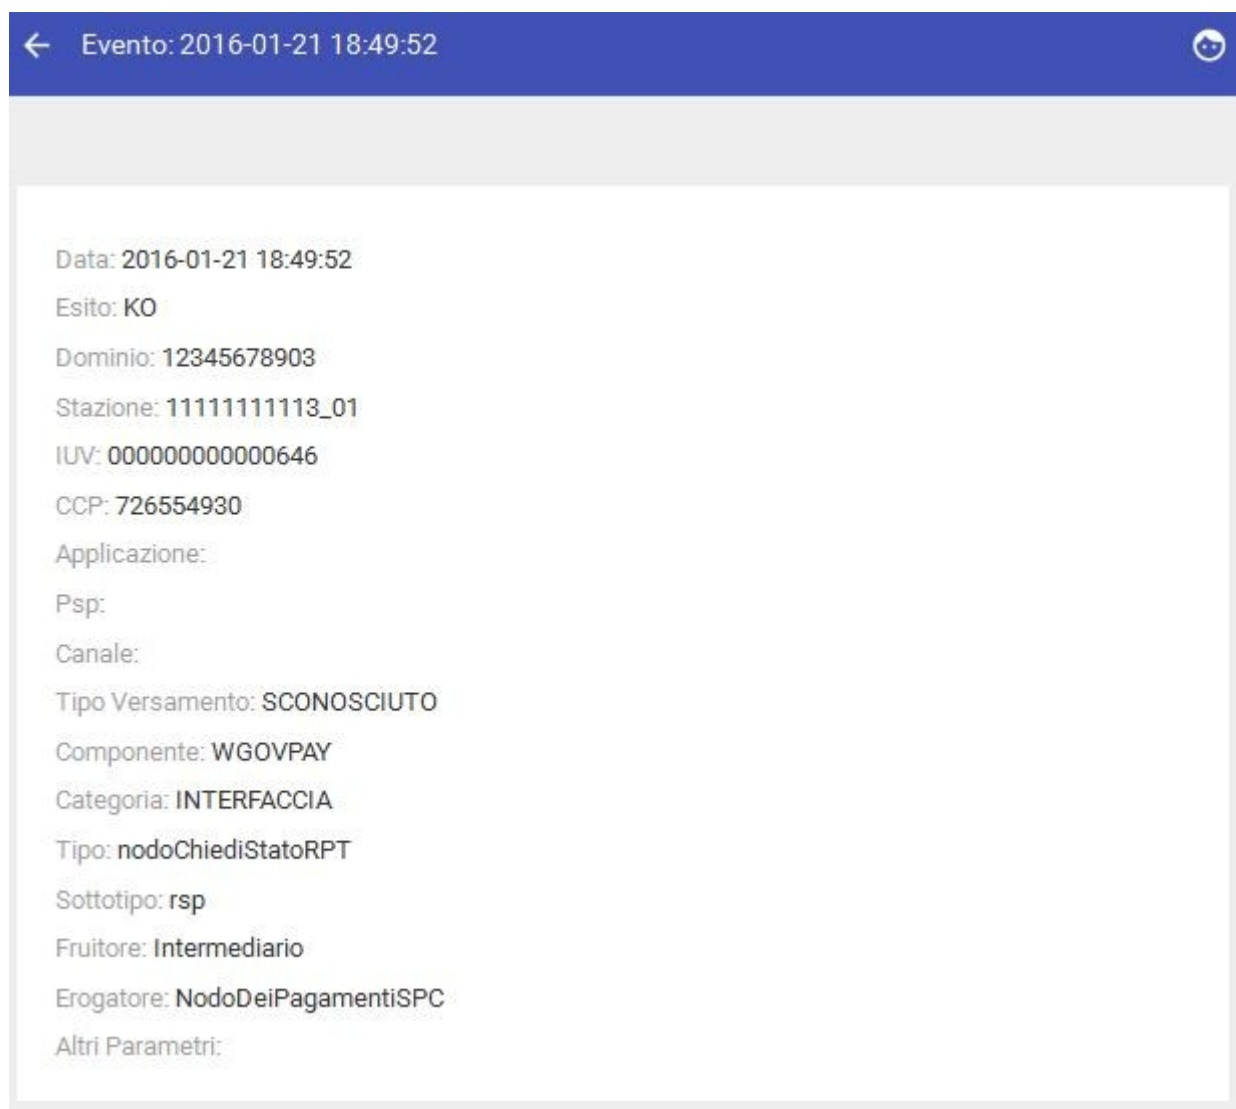 Evento: 2016-01-21 18:49:52
Data: 2016-01-21 18:49:52
Esito: KO
Dominio: 12345678903
Stazione: 11111111113_01
IUV: 000000000000646
CCP: 726554930
Applicazione:
Psp:
Canale:
Tipo Versamento: SCONOSCIUTO
Componente: WGOVPAY
Categoria: INTERFACCIA
Tipo: nodoChiediStatoRPT
Sottotipo: rsp
Fruitore: Intermediario
Erogatore: NodoDeiPagamentiSPC
Altri Parametri: